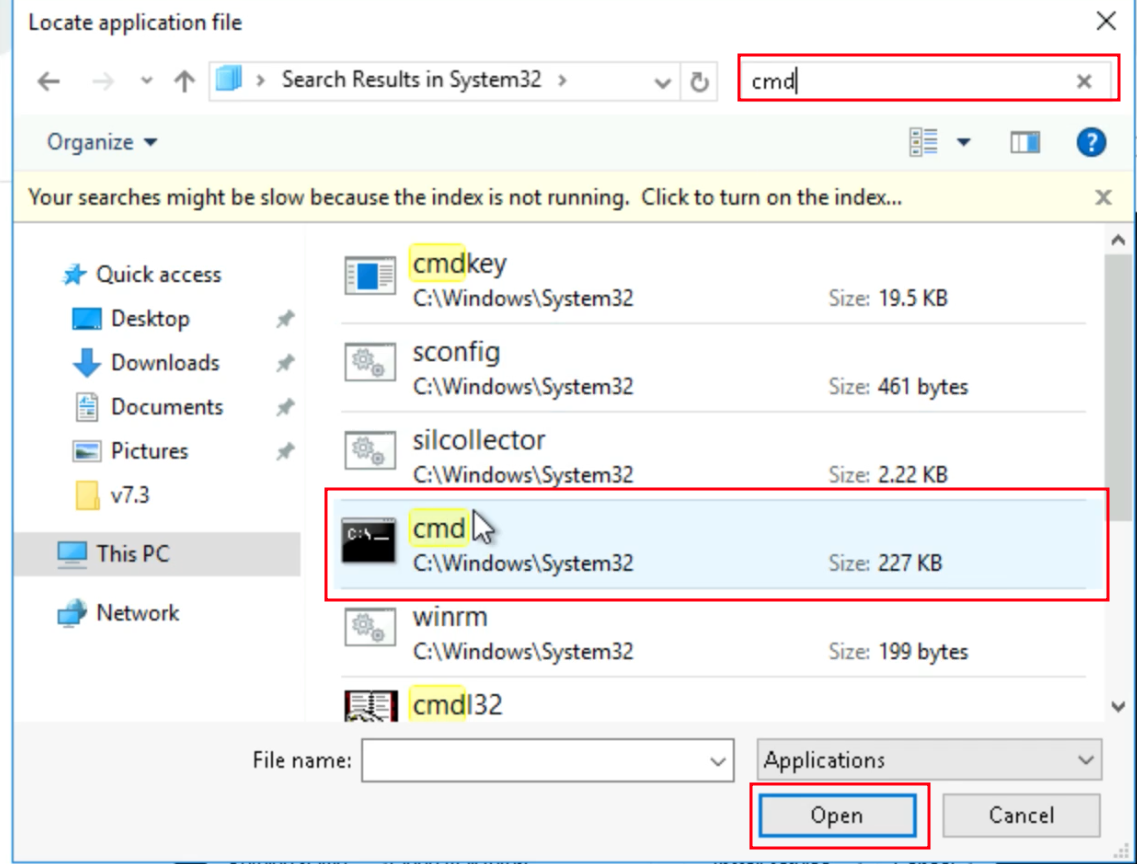 Locate application file
Search Results in System32
cmd
Organize
Your searches might be slow because the index is not running. Click to turn on the index...
Quick access
Desktop
Downloads
Documents
Pictures
v7.3
This PC
Network
cmdkey
C:\Windows\System32 Size: 19.5 KB
sconfig
C:\Windows\System32 Size: 461 bytes
silcollector
C:\Windows\System32 Size: 2.22 KB
cmd
C:\Windows\System32 Size: 227 KB
winrm
C:\Windows\System32 Size: 199 bytes
cmdl32
File name:
Applications
Open
Cancel